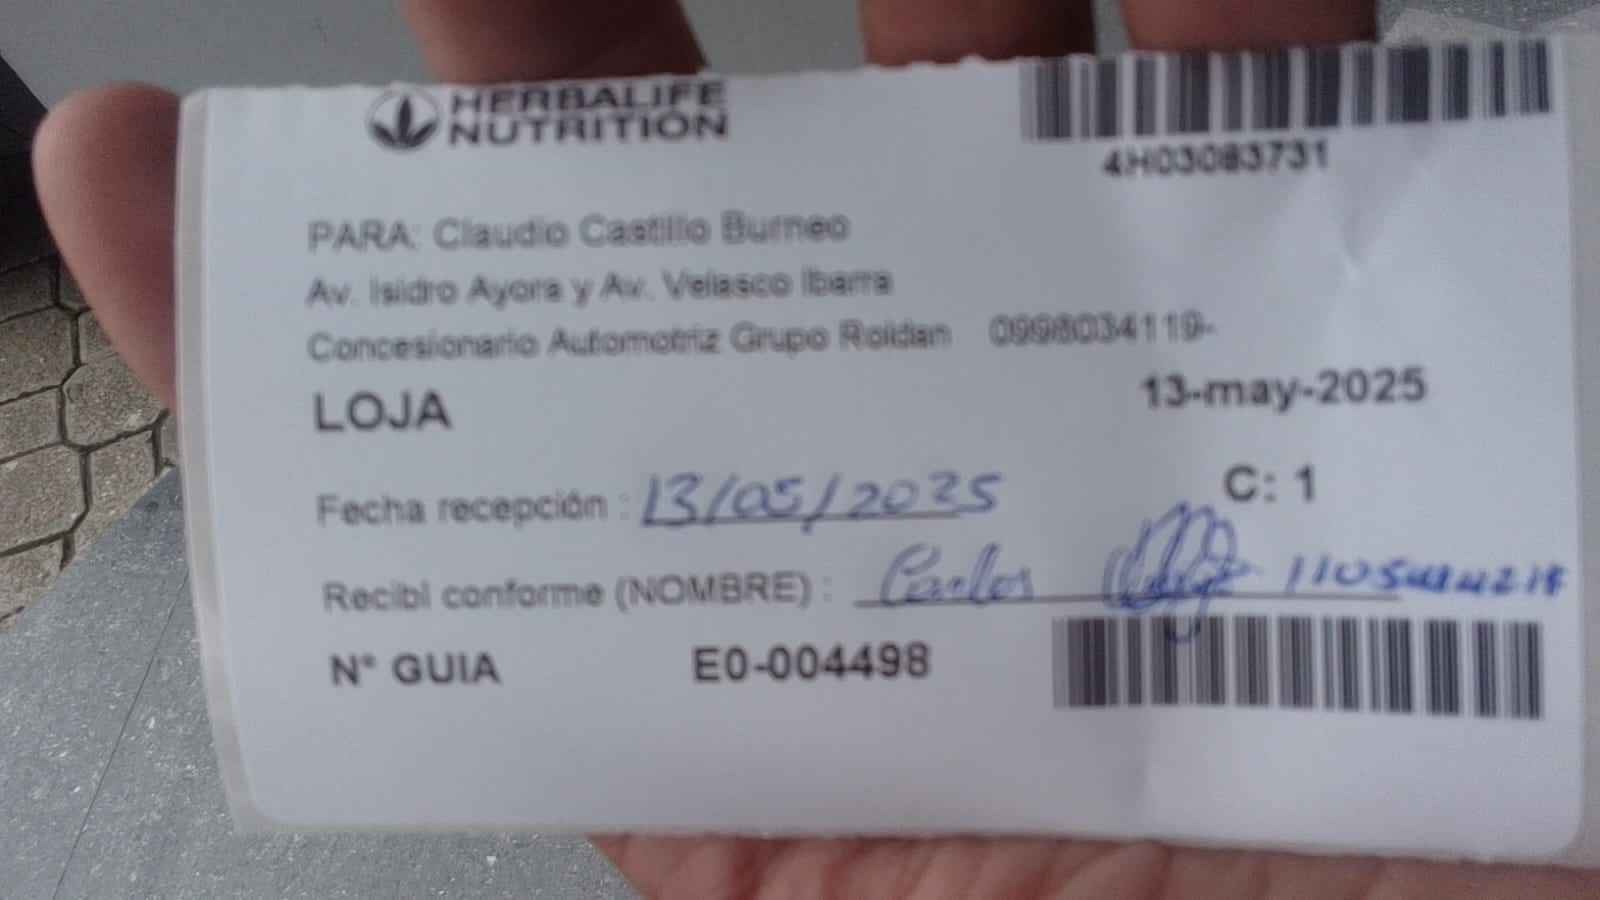 HERBALIFE
NUTRITION
4H03083731
PARA: Claudio Castillo Burneo
Av. Isidro Ayora y Av. Velasco Ibarra
Concesionario Automotriz Grupo Roldan 0998034119-
LOJA
13-may-2025
Fecha recepción : 13/05/2025
C: 1
Recibí conforme (NOMBRE) : Carlos
N° GUIA E0-004498